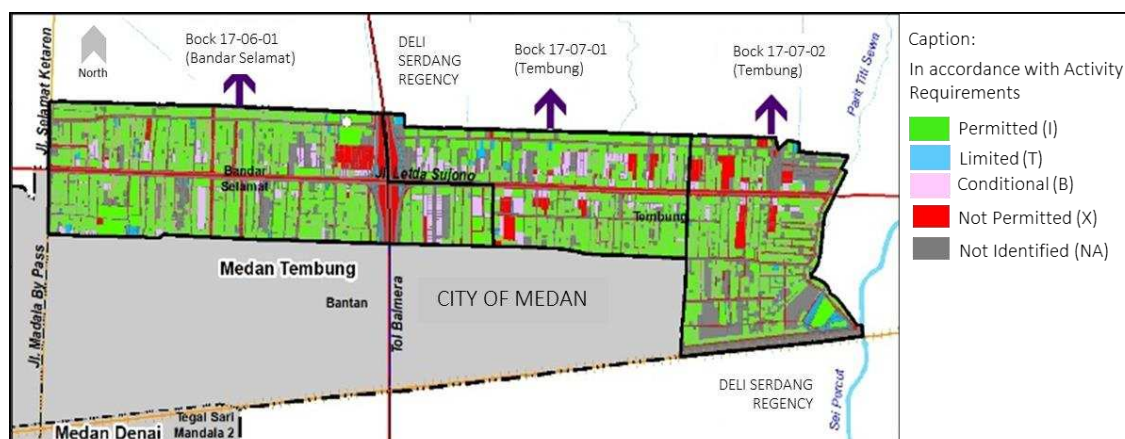 North
Bock 17-06-01
(Bandar Selamat)
DELI
SERDANG
REGENCY
Bock 17-07-01
(Tembung)
Bock 17-07-02
(Tembung)
Parit Titi Sewa
Jl. Selamat Ketaren
Bandar
Selamat
Jl. Letda Sujono
Tembung
Medan Tembung
Bantan
CITY OF MEDAN
Jl. Madala By Pass
Tol Balmera
DELI SERDANG
REGENCY
Sei Percut
Tegal Sari
Mandala 2
Medan Denai
Caption:
In accordance with Activity
Requirements
Permitted (I)
Limited (T)
Conditional (B)
Not Permitted (X)
Not Identified (NA)